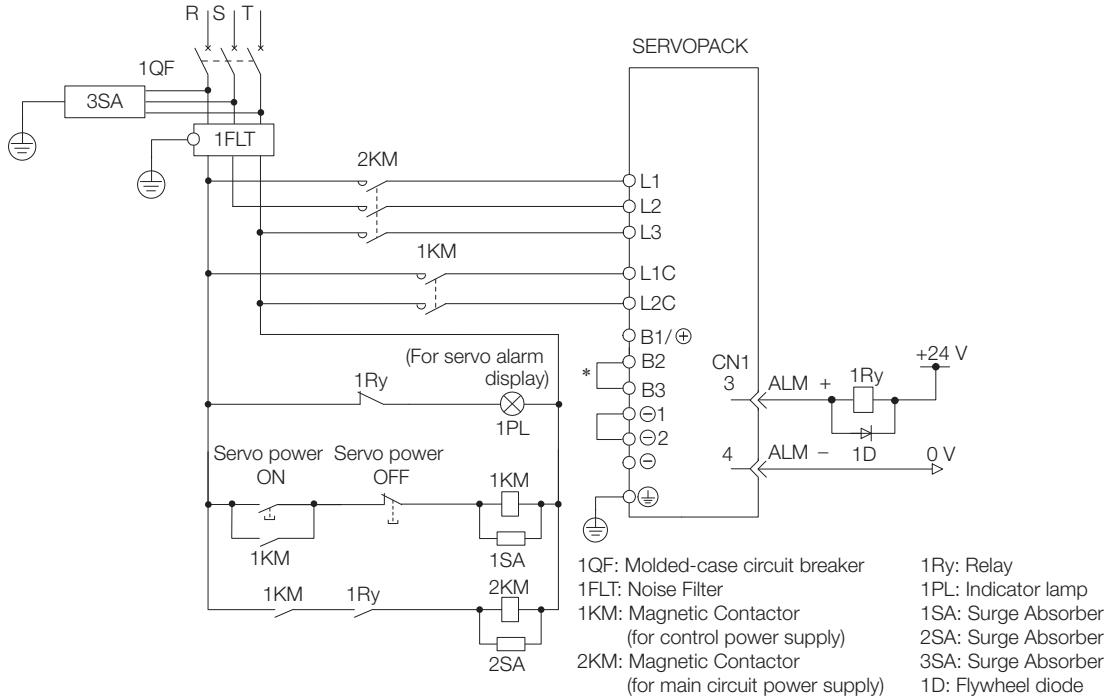 R S T
SERVOPACK
1QF
3SA
1FLT
2KM
L1
L2
L3
1KM
L1C
L2C
B1/⊕
(For servo alarm
display)
B2
CN1
+24 V
*
1Ry
B3
3
ALM +
1Ry
1PL
⊖1
⊖2
1D
Servo power
ON
Servo power
OFF
4
ALM −
0 V
⊖
1KM
1KM
1SA
1KM
1Ry
2KM
2SA
1QF: Molded-case circuit breaker
1FLT: Noise Filter
1KM: Magnetic Contactor
(for control power supply)
2KM: Magnetic Contactor
(for main circuit power supply)
1Ry: Relay
1PL: Indicator lamp
1SA: Surge Absorber
2SA: Surge Absorber
3SA: Surge Absorber
1D: Flywheel diode